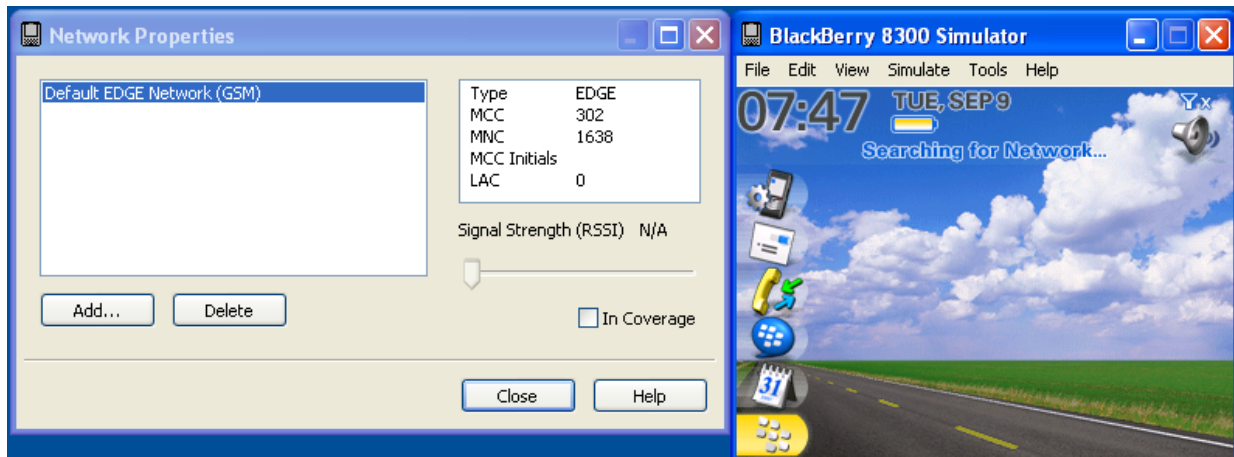 Network Properties
Default EDGE Network (GSM)
Type EDGE
MCC 302
MNC 1638
MCC Initials
LAC 0
Signal Strength (RSSI) N/A
Add... Delete
In Coverage
Close Help
BlackBerry 8300 Simulator
File Edit View Simulate Tools Help
07:47 TUE, SEP 9
Searching for Network...
31